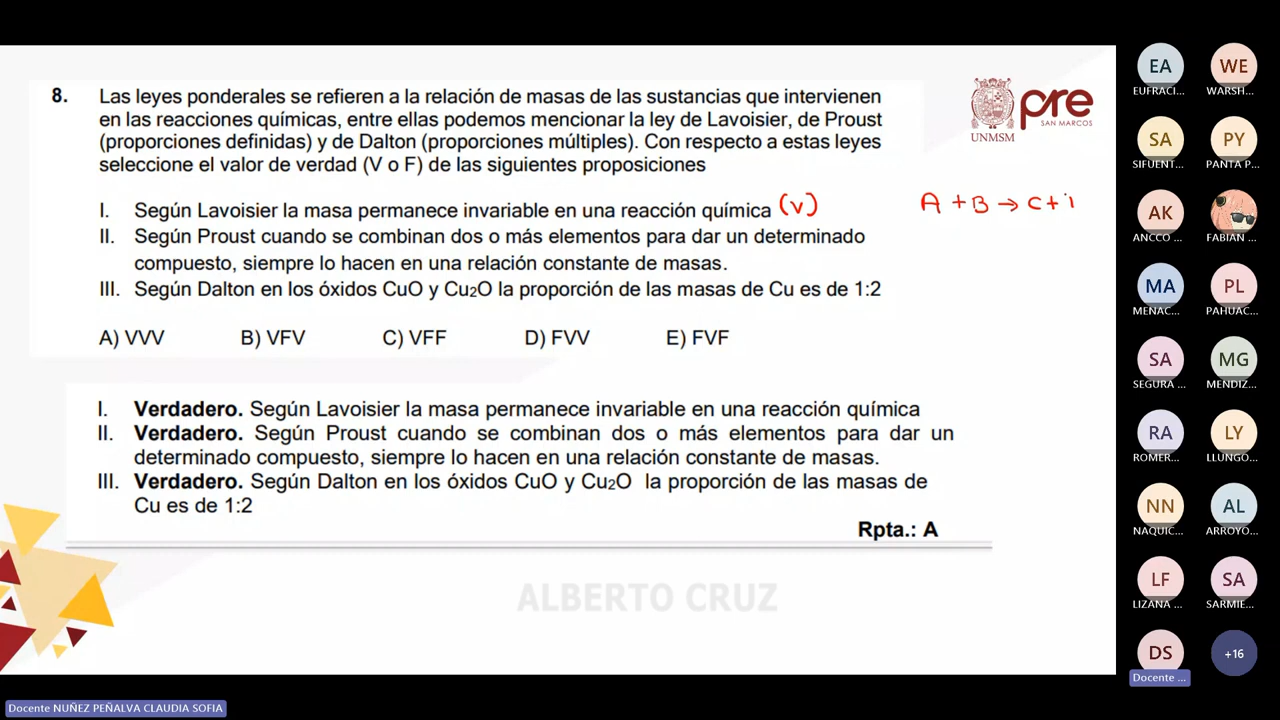 8. Las leyes ponderales se refieren a la relación de masas de las sustancias que intervienen
en las reacciones químicas, entre ellas podemos mencionar la ley de Lavoisier, de Proust
(proporciones definidas) y de Dalton (proporciones múltiples). Con respecto a estas leyes
seleccione el valor de verdad (V o F) de las siguientes proposiciones
I. Según Lavoisier la masa permanece invariable en una reacción química (V)
A + B → C + i
II. Según Proust cuando se combinan dos o más elementos para dar un determinado
compuesto, siempre lo hacen en una relación constante de masas.
III. Según Dalton en los óxidos CuO y Cu₂O la proporción de las masas de Cu es de 1:2
A) VVV B) VFV C) VFF D) FVV E) FVF
I. Verdadero. Según Lavoisier la masa permanece invariable en una reacción química
II. Verdadero. Según Proust cuando se combinan dos o más elementos para dar un
determinado compuesto, siempre lo hacen en una relación constante de masas.
III. Verdadero. Según Dalton en los óxidos CuO y Cu₂O la proporción de las masas de
Cu es de 1:2
Rpta.: A
ALBERTO CRUZ
UNMSM
pre
SAN MARCOS
EA WE
EUFRACI... WARSH...
SA PY
SIFUENT... PANTA P...
AK
ANCCO ... FABIAN ...
MA PL
MENAC... PAHUAC...
SA MG
SEGURA ... MENDIZ...
RA LY
ROMER... LLUNGO...
NN AL
NAQUIC... ARROYO...
LF SA
LIZANA ... SARMIE...
DS +16
Docente ...
Docente NUÑEZ PEÑALVA CLAUDIA SOFIA